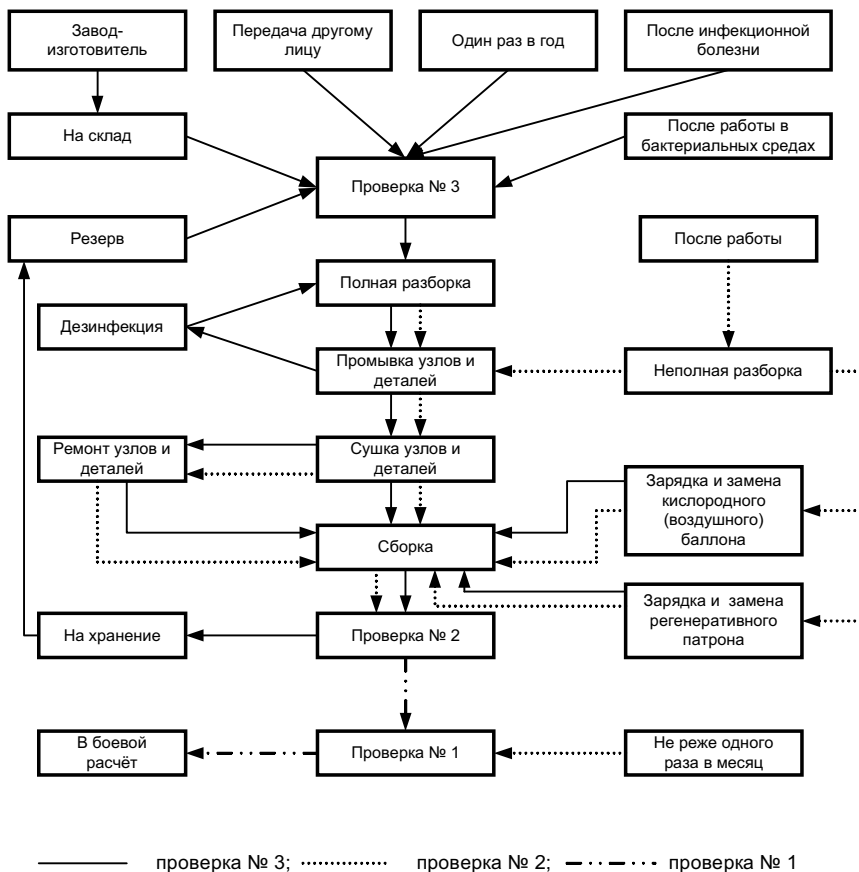 Завод-
изготовитель
Передача другому
лицу
Один раз в год
После инфекционной
болезни
На склад
После работы в
бактериальных средах
Проверка № 3
Резерв
После работы
Полная разборка
Дезинфекция
Промывка узлов и
деталей
Неполная разборка
Ремонт узлов и
деталей
Сушка узлов и
деталей
Зарядка и замена
кислородного
(воздушного)
баллона
Сборка
Зарядка и замена
регенеративного
патрона
На хранение
Проверка № 2
В боевой
расчёт
Проверка № 1
Не реже одного
раза в месяц
проверка № 3; проверка № 2; проверка № 1